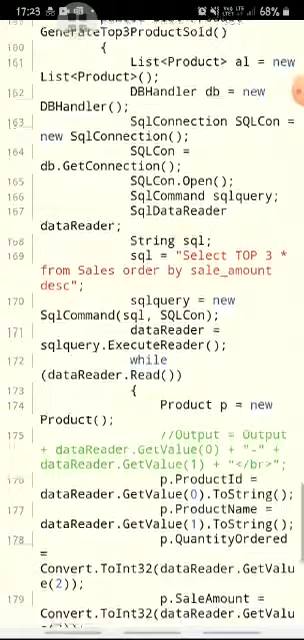 17:23
68%
GenerateTop3ProductSold()
160 {
161 List<Product> al = new
List<Product>();
162 DBHandler db = new
DBHandler();
163 SqlConnection SQLCon =
new SqlConnection();
164 SQLCon =
db.GetConnection();
165 SQLCon.Open();
166 SqlCommand sqlquery;
167 SqlDataReader
dataReader;
168 String sql;
169 sql = "Select TOP 3 *
from Sales order by sale_amount
desc";
170 sqlquery = new
SqlCommand(sql, SQLCon);
171 dataReader =
sqlquery.ExecuteReader();
172 while
(dataReader.Read())
173 {
174 Product p = new
Product();
175 //Output = Output
+ dataReader.GetValue(0) + "-" +
dataReader.GetValue(1) + "</br>";
176 p.ProductId =
dataReader.GetValue(0).ToString();
177 p.ProductName =
dataReader.GetValue(1).ToString();
178 p.QuantityOrdered
=
Convert.ToInt32(dataReader.GetValu
e(2));
179 p.SaleAmount =
Convert.ToInt32(dataReader.GetValu